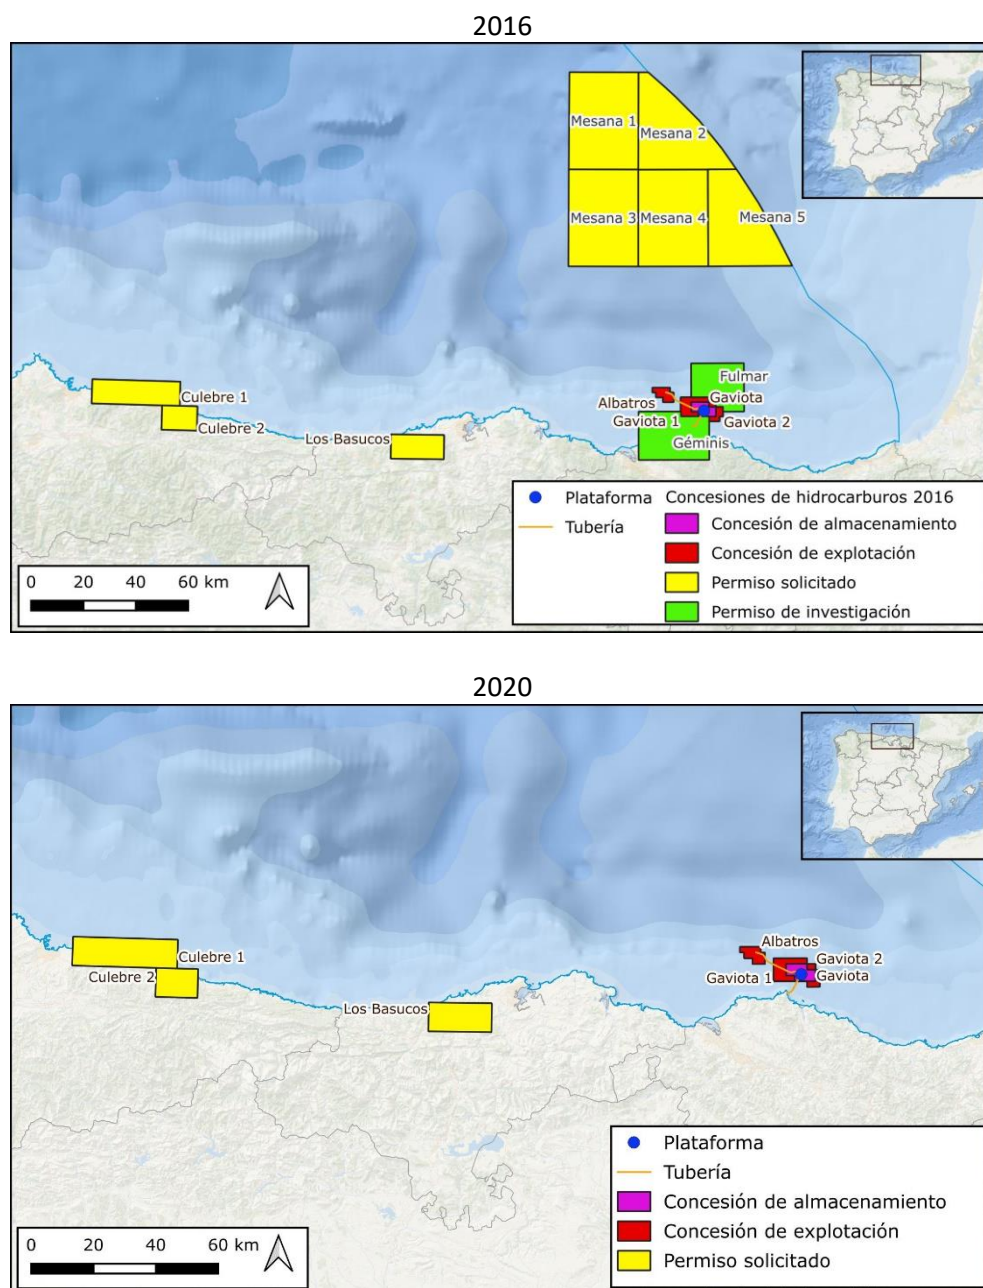 2016
Mesana 1
Mesana 2
Mesana 3
Mesana 4
Mesana 5
Culebre 1
Culebre 2
Los Basucos
Fulmar
Albatros
Gaviota
Gaviota 1
Gaviota 2
Géminis
Plataforma
Tubería
Concesiones de hidrocarburos 2016
Concesión de almacenamiento
Concesión de explotación
Permiso solicitado
Permiso de investigación
0 20 40 60 km
2020
Culebre 1
Culebre 2
Los Basucos
Albatros
Gaviota 2
Gaviota 1
Gaviota
Plataforma
Tubería
Concesión de almacenamiento
Concesión de explotación
Permiso solicitado
0 20 40 60 km